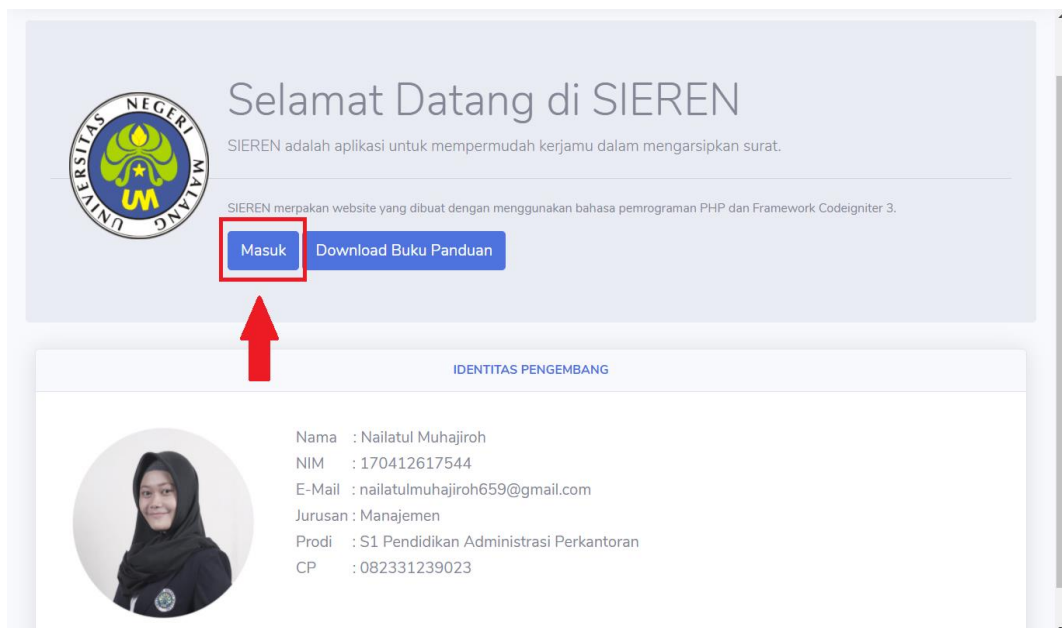 UNIVERSITAS NEGERI MALANG
UM
Selamat Datang di SIEREN
SIEREN adalah aplikasi untuk mempermudah kerjamu dalam mengarsipkan surat.
SIEREN merpakan website yang dibuat dengan menggunakan bahasa pemrograman PHP dan Framework Codeigniter 3.
Masuk Download Buku Panduan
IDENTITAS PENGEMBANG
Nama : Nailatul Muhajiroh
NIM : 170412617544
E-Mail : nailatulmuhajiroh659@gmail.com
Jurusan : Manajemen
Prodi : S1 Pendidikan Administrasi Perkantoran
CP : 082331239023